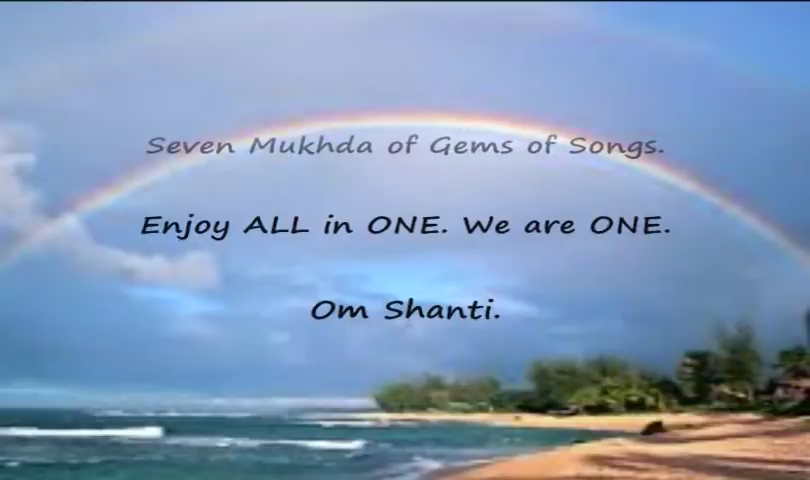 Seven Mukhda of Gems of Songs.
Enjoy ALL in ONE. We are ONE.
Om Shanti.